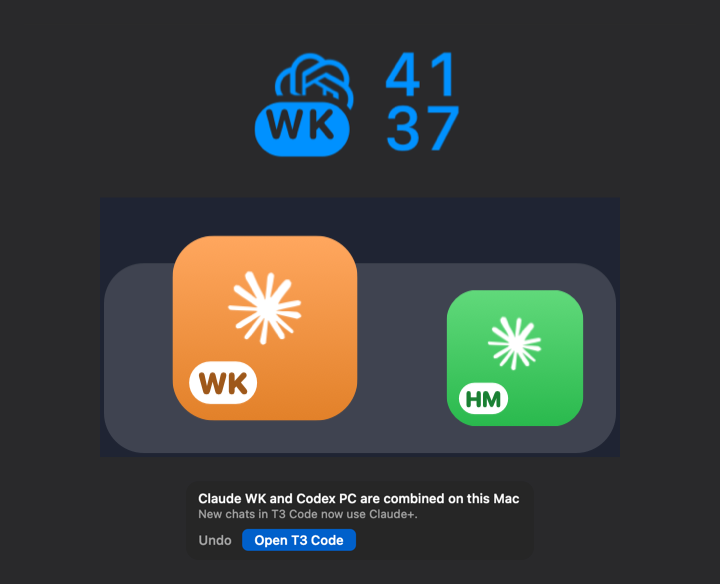 41
WK
37
WK
HM
Claude WK and Codex PC are combined on this Mac
New chats in T3 Code now use Claude+.
Undo
Open T3 Code